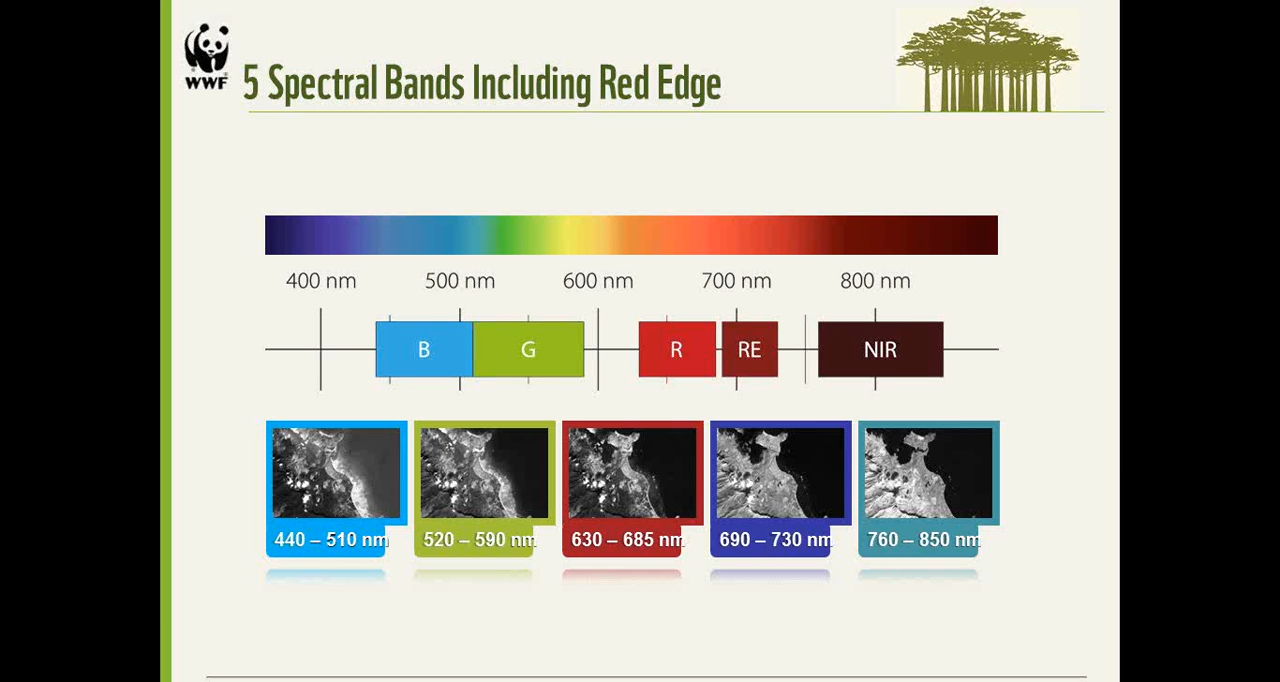 WWF
5 Spectral Bands Including Red Edge
400 nm 500 nm 600 nm 700 nm 800 nm
B G R RE NIR
440 – 510 nm 520 – 590 nm 630 – 685 nm 690 – 730 nm 760 – 850 nm